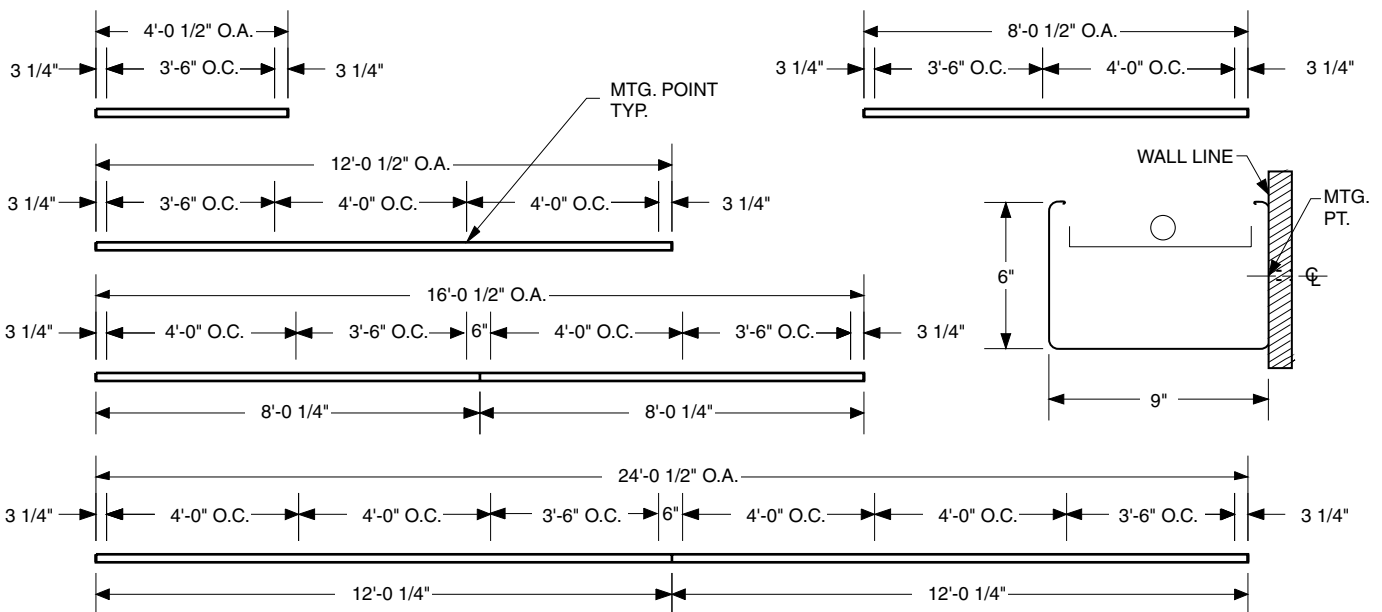 4'-0 1/2" O.A.
3 1/4" 3'-6" O.C. 3 1/4"
8'-0 1/2" O.A.
3 1/4" 3'-6" O.C. 4'-0" O.C. 3 1/4"
MTG. POINT
TYP.
12'-0 1/2" O.A.
3 1/4" 3'-6" O.C. 4'-0" O.C. 4'-0" O.C. 3 1/4"
WALL LINE
MTG.
PT.
6"
CL
9"
16'-0 1/2" O.A.
3 1/4" 4'-0" O.C. 3'-6" O.C. 6" 4'-0" O.C. 3'-6" O.C. 3 1/4"
8'-0 1/4" 8'-0 1/4"
24'-0 1/2" O.A.
3 1/4" 4'-0" O.C. 4'-0" O.C. 3'-6" O.C. 6" 4'-0" O.C. 4'-0" O.C. 3'-6" O.C. 3 1/4"
12'-0 1/4" 12'-0 1/4"